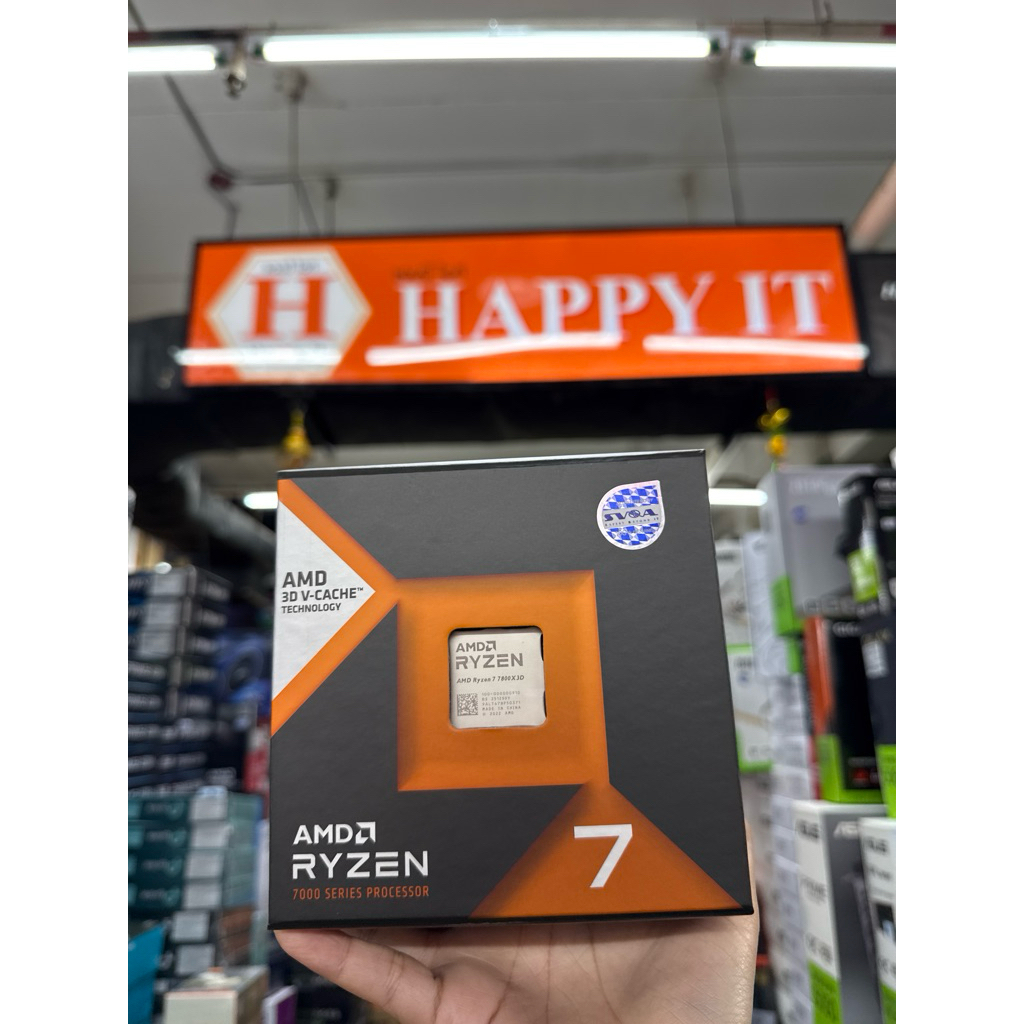 H
HAPPY IT
SVOA
AMD
3D V-CACHE™
TECHNOLOGY
AMD
RYZEN
AMD Ryzen 7 7800X3D
AMD
RYZEN
7000 SERIES PROCESSOR
7